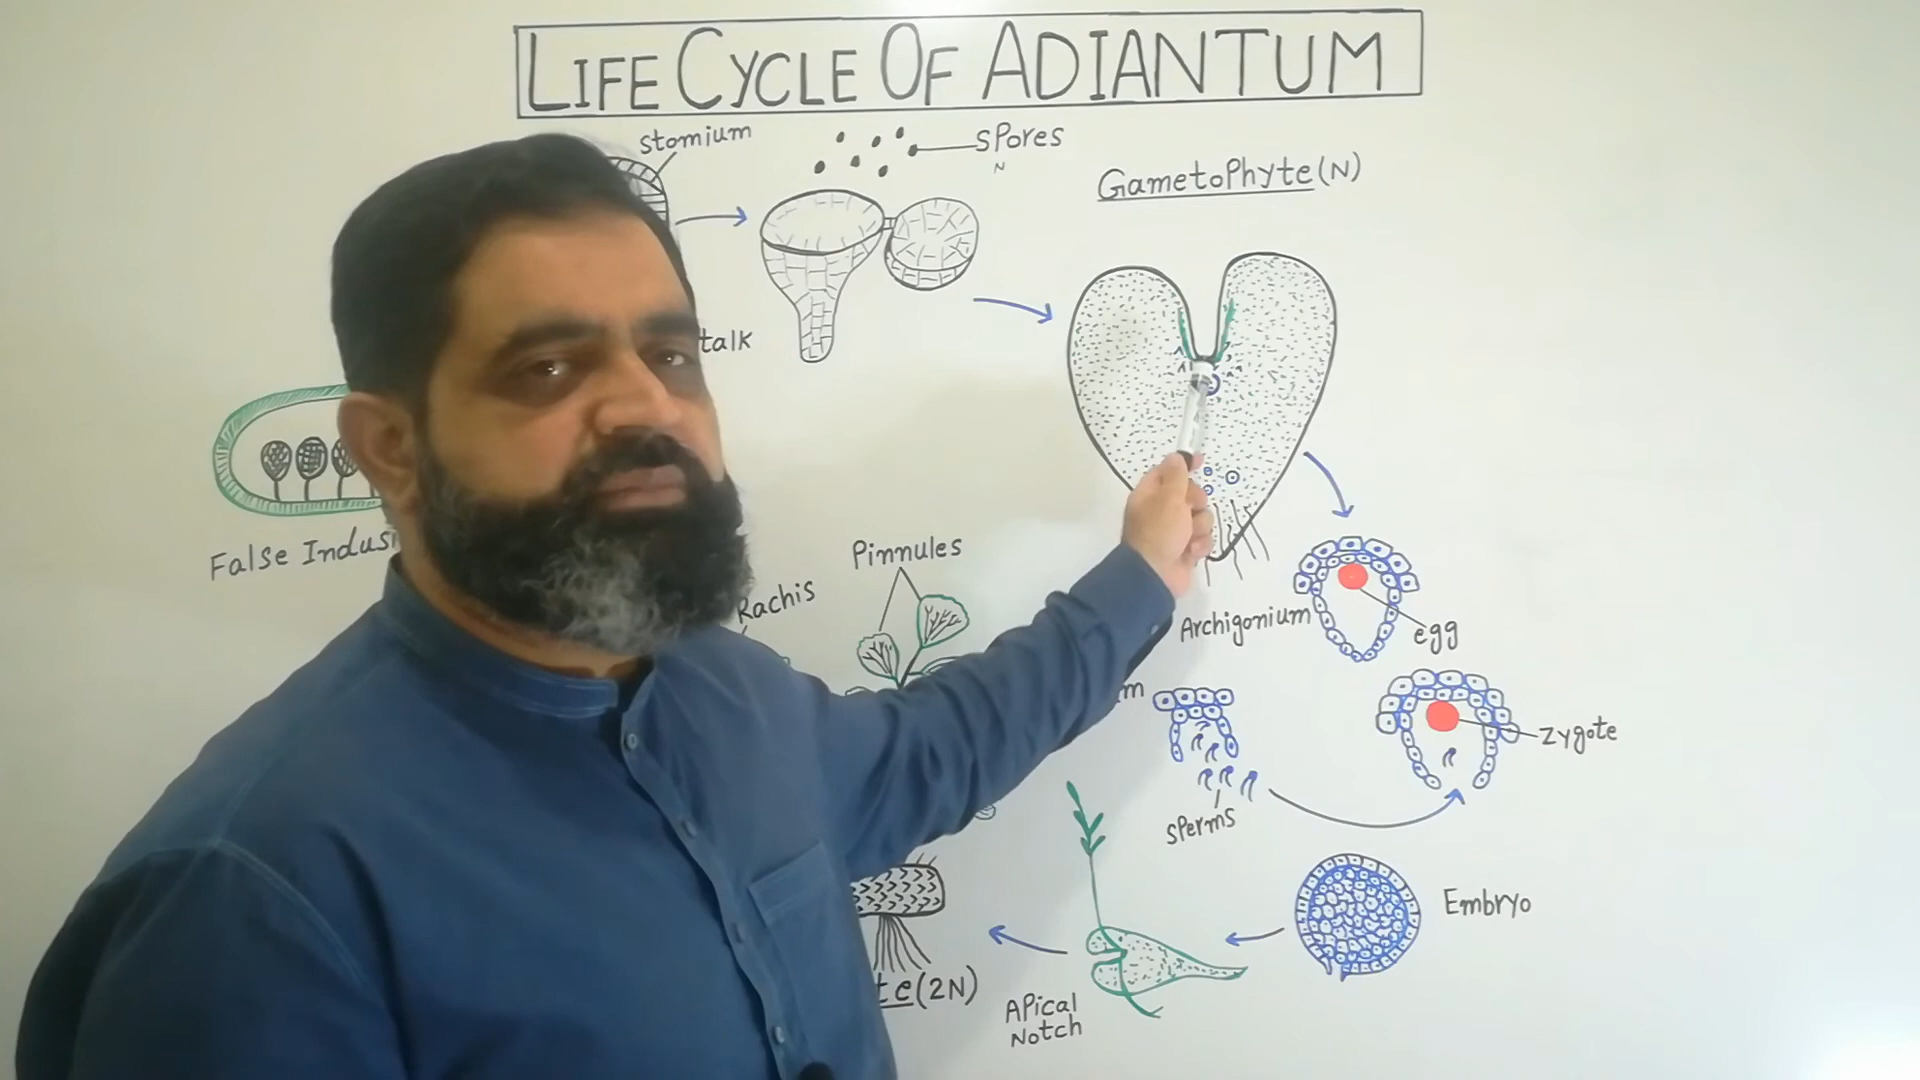 LIFE CYCLE OF ADIANTUM
stomium
spores
N
GametoPhyte(N)
talk
False Indus
Pinnules
Rachis
Archigonium
egg
m
zygote
sperms
Embryo
te(2N)
APical
Notch